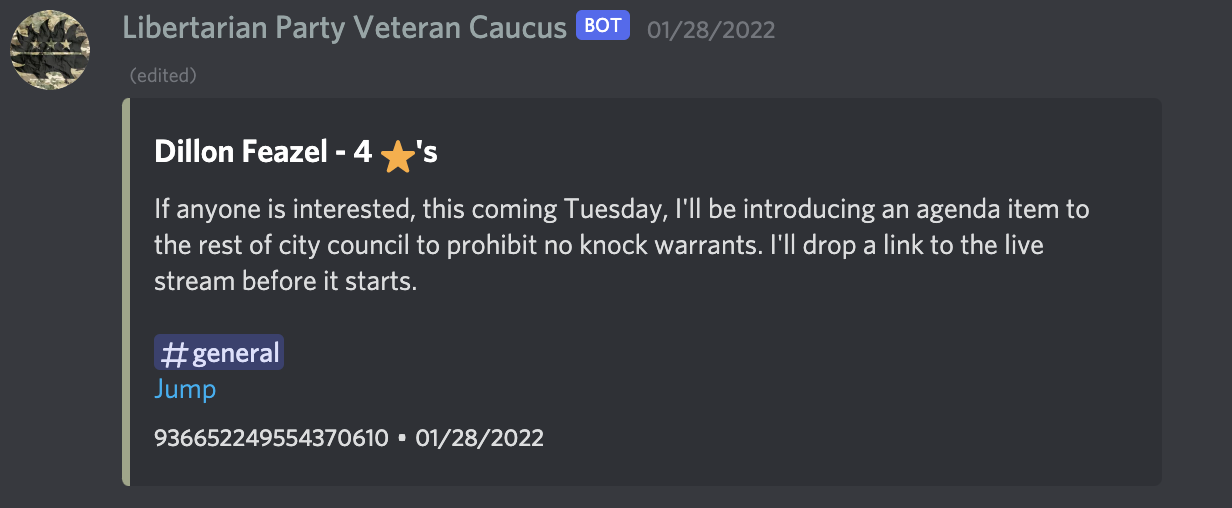 Libertarian Party Veteran Caucus BOT 01/28/2022
(edited)
Dillon Feazel - 4 ⭐'s
If anyone is interested, this coming Tuesday, I'll be introducing an agenda item to
the rest of city council to prohibit no knock warrants. I'll drop a link to the live
stream before it starts.
#general
Jump
936652249554370610 • 01/28/2022